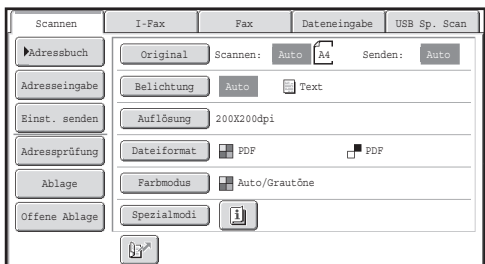 Scannen I-Fax Fax Dateneingabe USB Sp. Scan
Adressbuch Original Scannen: Auto A4 Senden: Auto
Adresseingabe Belichtung Auto Text
Einst. senden Auflösung 200X200dpi
Adressprüfung Dateiformat PDF PDF
Ablage Farbmodus Auto/Grautöne
Offene Ablage Spezialmodi